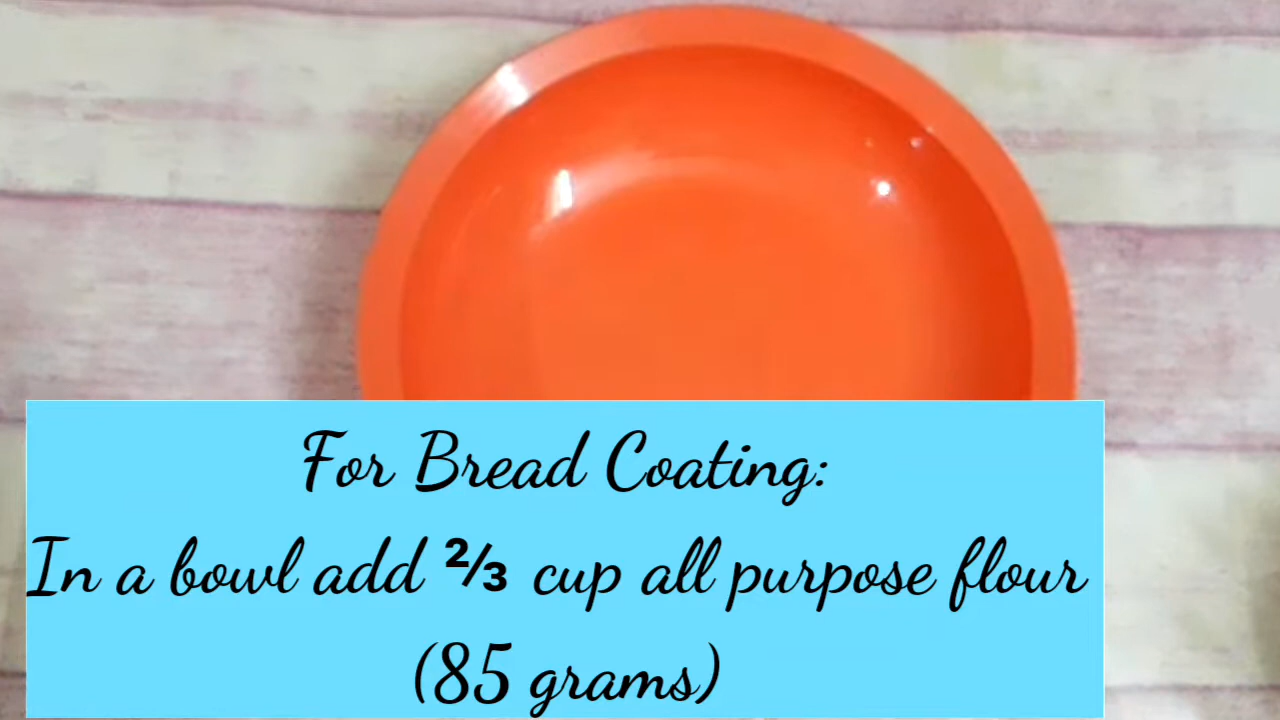 For Bread Coating:
In a bowl add ⅔ cup all purpose flour
(85 grams)